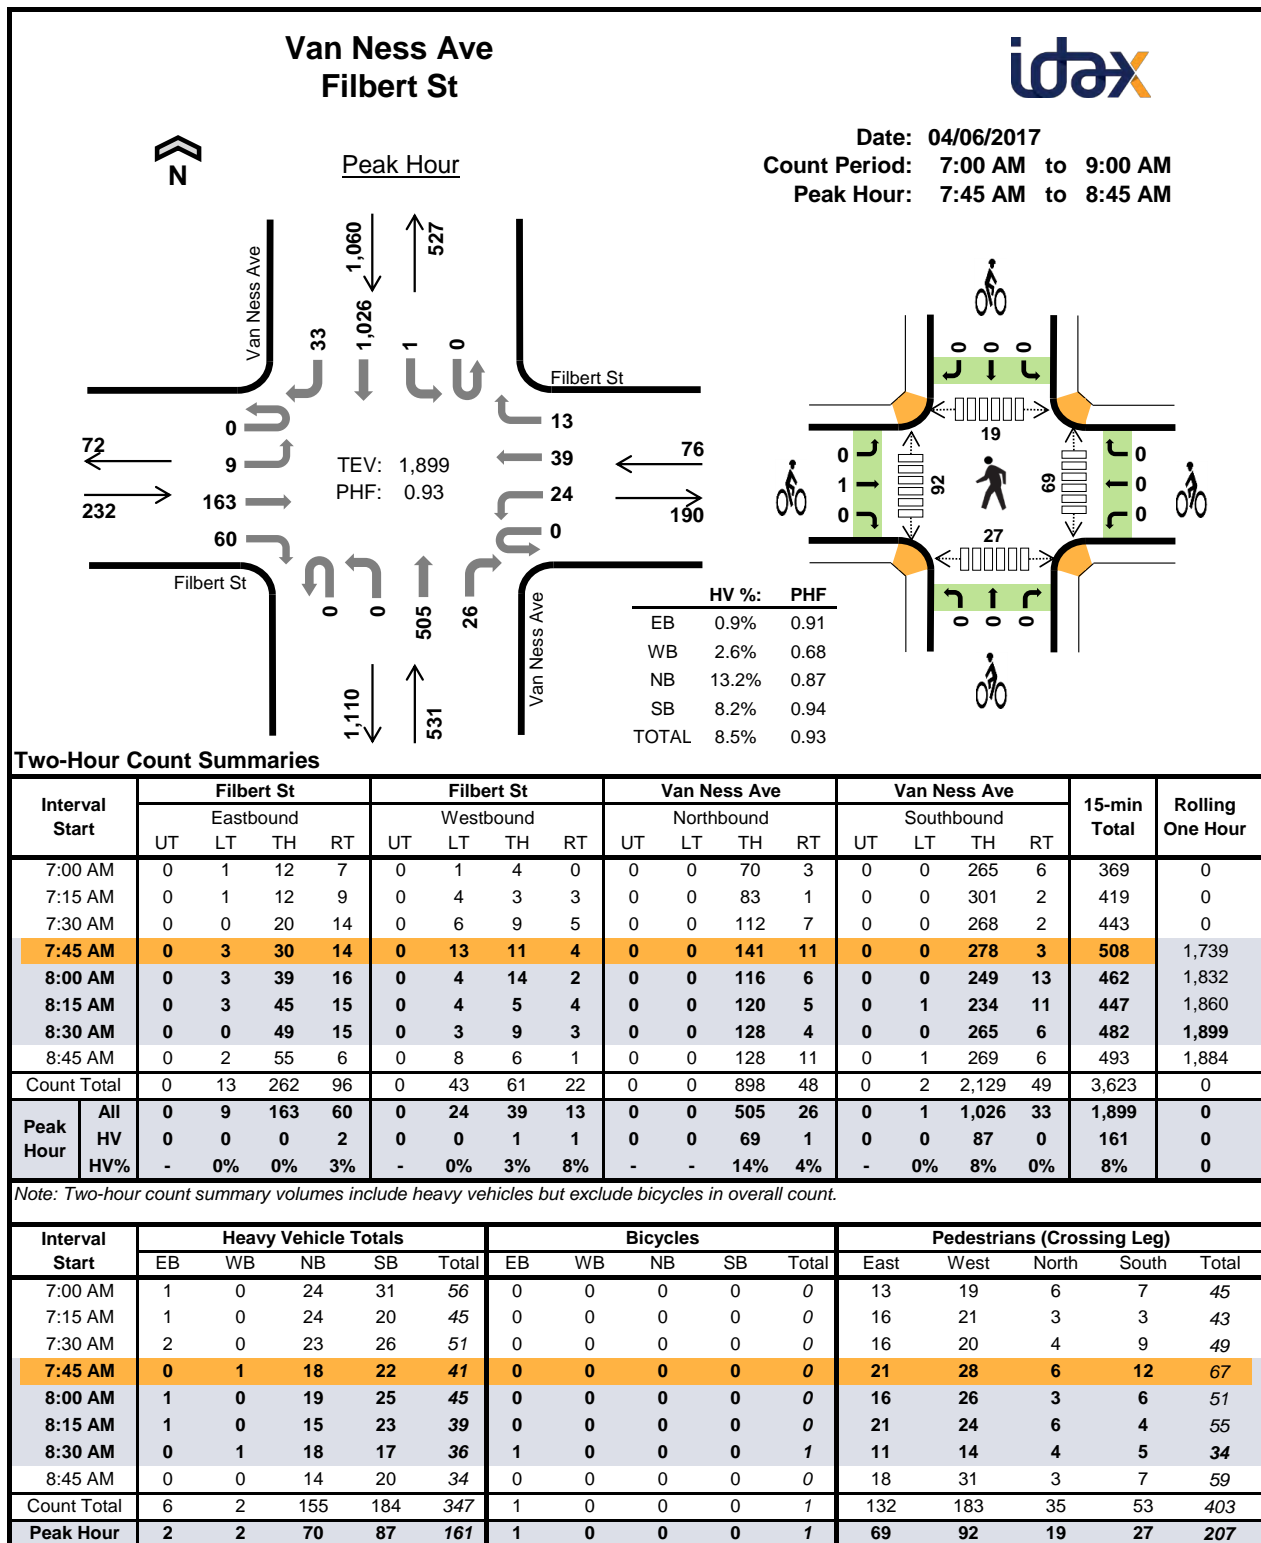 Van Ness Ave
Filbert St
idax
Date: 04/06/2017
Count Period: 7:00 AM to 9:00 AM
Peak Hour: 7:45 AM to 8:45 AM
N
Peak Hour
Van Ness Ave
1,060
527
33
1,026
1
0
Filbert St
0
9
163
60
72
232
TEV: 1,899
PHF: 0.93
13
39
24
0
76
190
Filbert St
0
0
505
26
Van Ness Ave
1,110
531
0 0 0
19
0
1
0
92
69
0
0
0
27
0 0 0
HV %: PHF
EB 0.9% 0.91
WB 2.6% 0.68
NB 13.2% 0.87
SB 8.2% 0.94
TOTAL 8.5% 0.93
Two-Hour Count Summaries
Interval Start Filbert St Filbert St Van Ness Ave Van Ness Ave 15-min Total Rolling One Hour
Eastbound Westbound Northbound Southbound
UT LT TH RT UT LT TH RT UT LT TH RT UT LT TH RT
7:00 AM 0 1 12 7 0 1 4 0 0 0 70 3 0 0 265 6 369 0
7:15 AM 0 1 12 9 0 4 3 3 0 0 83 1 0 0 301 2 419 0
7:30 AM 0 0 20 14 0 6 9 5 0 0 112 7 0 0 268 2 443 0
7:45 AM 0 3 30 14 0 13 11 4 0 0 141 11 0 0 278 3 508 1,739
8:00 AM 0 3 39 16 0 4 14 2 0 0 116 6 0 0 249 13 462 1,832
8:15 AM 0 3 45 15 0 4 5 4 0 0 120 5 0 1 234 11 447 1,860
8:30 AM 0 0 49 15 0 3 9 3 0 0 128 4 0 0 265 6 482 1,899
8:45 AM 0 2 55 6 0 8 6 1 0 0 128 11 0 1 269 6 493 1,884
Count Total 0 13 262 96 0 43 61 22 0 0 898 48 0 2 2,129 49 3,623 0
Peak Hour All 0 9 163 60 0 24 39 13 0 0 505 26 0 1 1,026 33 1,899 0
HV 0 0 0 2 0 0 1 1 0 0 69 1 0 0 87 0 161 0
HV% - 0% 0% 3% - 0% 3% 8% - - 14% 4% - 0% 8% 0% 8% 0
Note: Two-hour count summary volumes include heavy vehicles but exclude bicycles in overall count.
Interval Start Heavy Vehicle Totals Bicycles Pedestrians (Crossing Leg)
EB WB NB SB Total EB WB NB SB Total East West North South Total
7:00 AM 1 0 24 31 56 0 0 0 0 0 13 19 6 7 45
7:15 AM 1 0 24 20 45 0 0 0 0 0 16 21 3 3 43
7:30 AM 2 0 23 26 51 0 0 0 0 0 16 20 4 9 49
7:45 AM 0 1 18 22 41 0 0 0 0 0 21 28 6 12 67
8:00 AM 1 0 19 25 45 0 0 0 0 0 16 26 3 6 51
8:15 AM 1 0 15 23 39 0 0 0 0 0 21 24 6 4 55
8:30 AM 0 1 18 17 36 1 0 0 0 1 11 14 4 5 34
8:45 AM 0 0 14 20 34 0 0 0 0 0 18 31 3 7 59
Count Total 6 2 155 184 347 1 0 0 0 1 132 183 35 53 403
Peak Hour 2 2 70 87 161 1 0 0 0 1 69 92 19 27 207